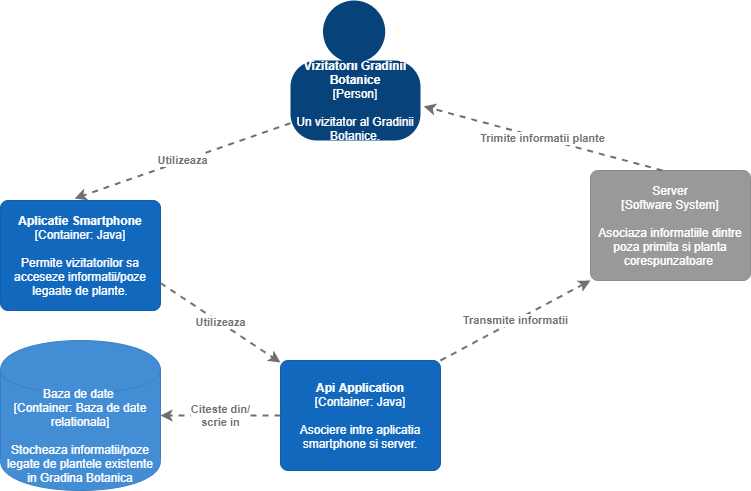 Vizitatorii Gradinii
Botanice
[Person]
Un vizitator al Gradinii
Botanice.
Utilizeaza
Trimite informatii plante
Aplicatie Smartphone
[Container: Java]
Permite vizitatorilor sa
acceseze informatii/poze
legaate de plante.
Server
[Software System]
Asociaza informatiile dintre
poza primita si planta
corespunzatoare
Utilizeaza
Transmite informatii
Api Application
[Container: Java]
Asociere intre aplicatia
smartphone si server.
Citeste din/
scrie in
Baza de date
[Container: Baza de date
relationala]
Stocheaza informatii/poze
legate de plantele existente
in Gradina Botanica